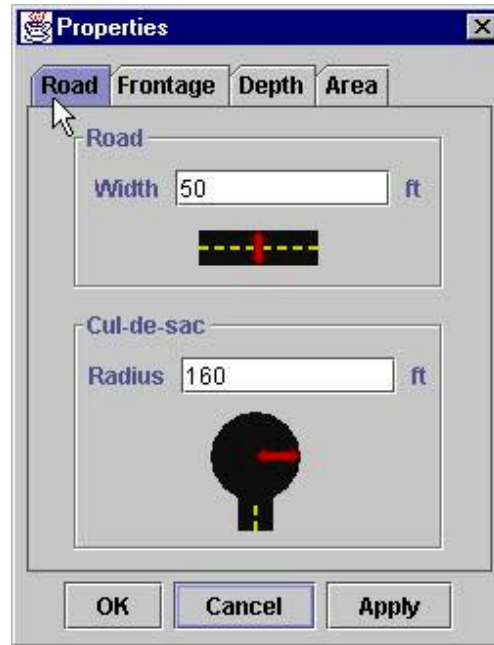 Properties
Road Frontage Depth Area
Road
Width 50 ft
Cul-de-sac
Radius 160 ft
OK Cancel Apply